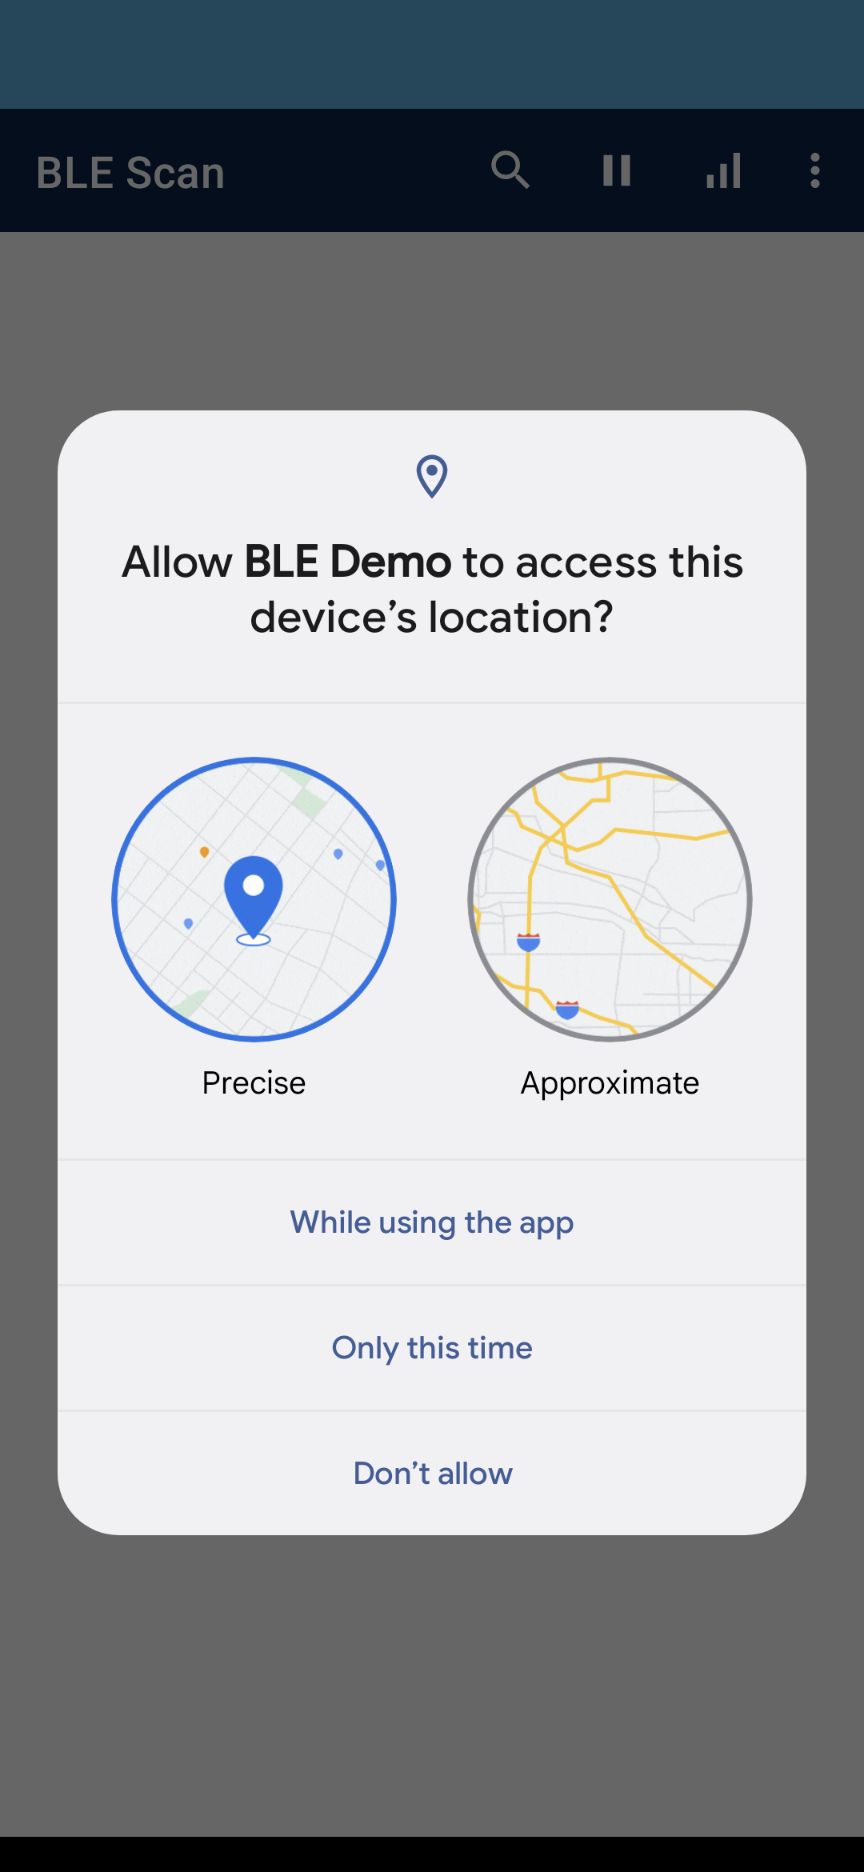 BLE Scan
Allow BLE Demo to access this
device’s location?
Precise
Approximate
While using the app
Only this time
Don’t allow